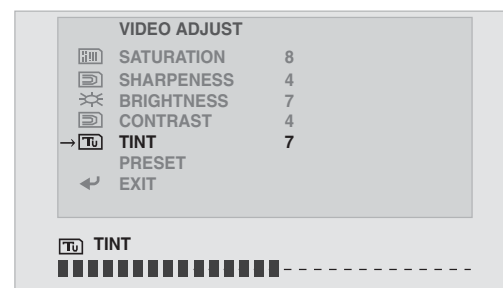 VIDEO ADJUST
SATURATION 8
SHARPENESS 4
BRIGHTNESS 7
CONTRAST 4
→ TINT 7
PRESET
EXIT
TINT